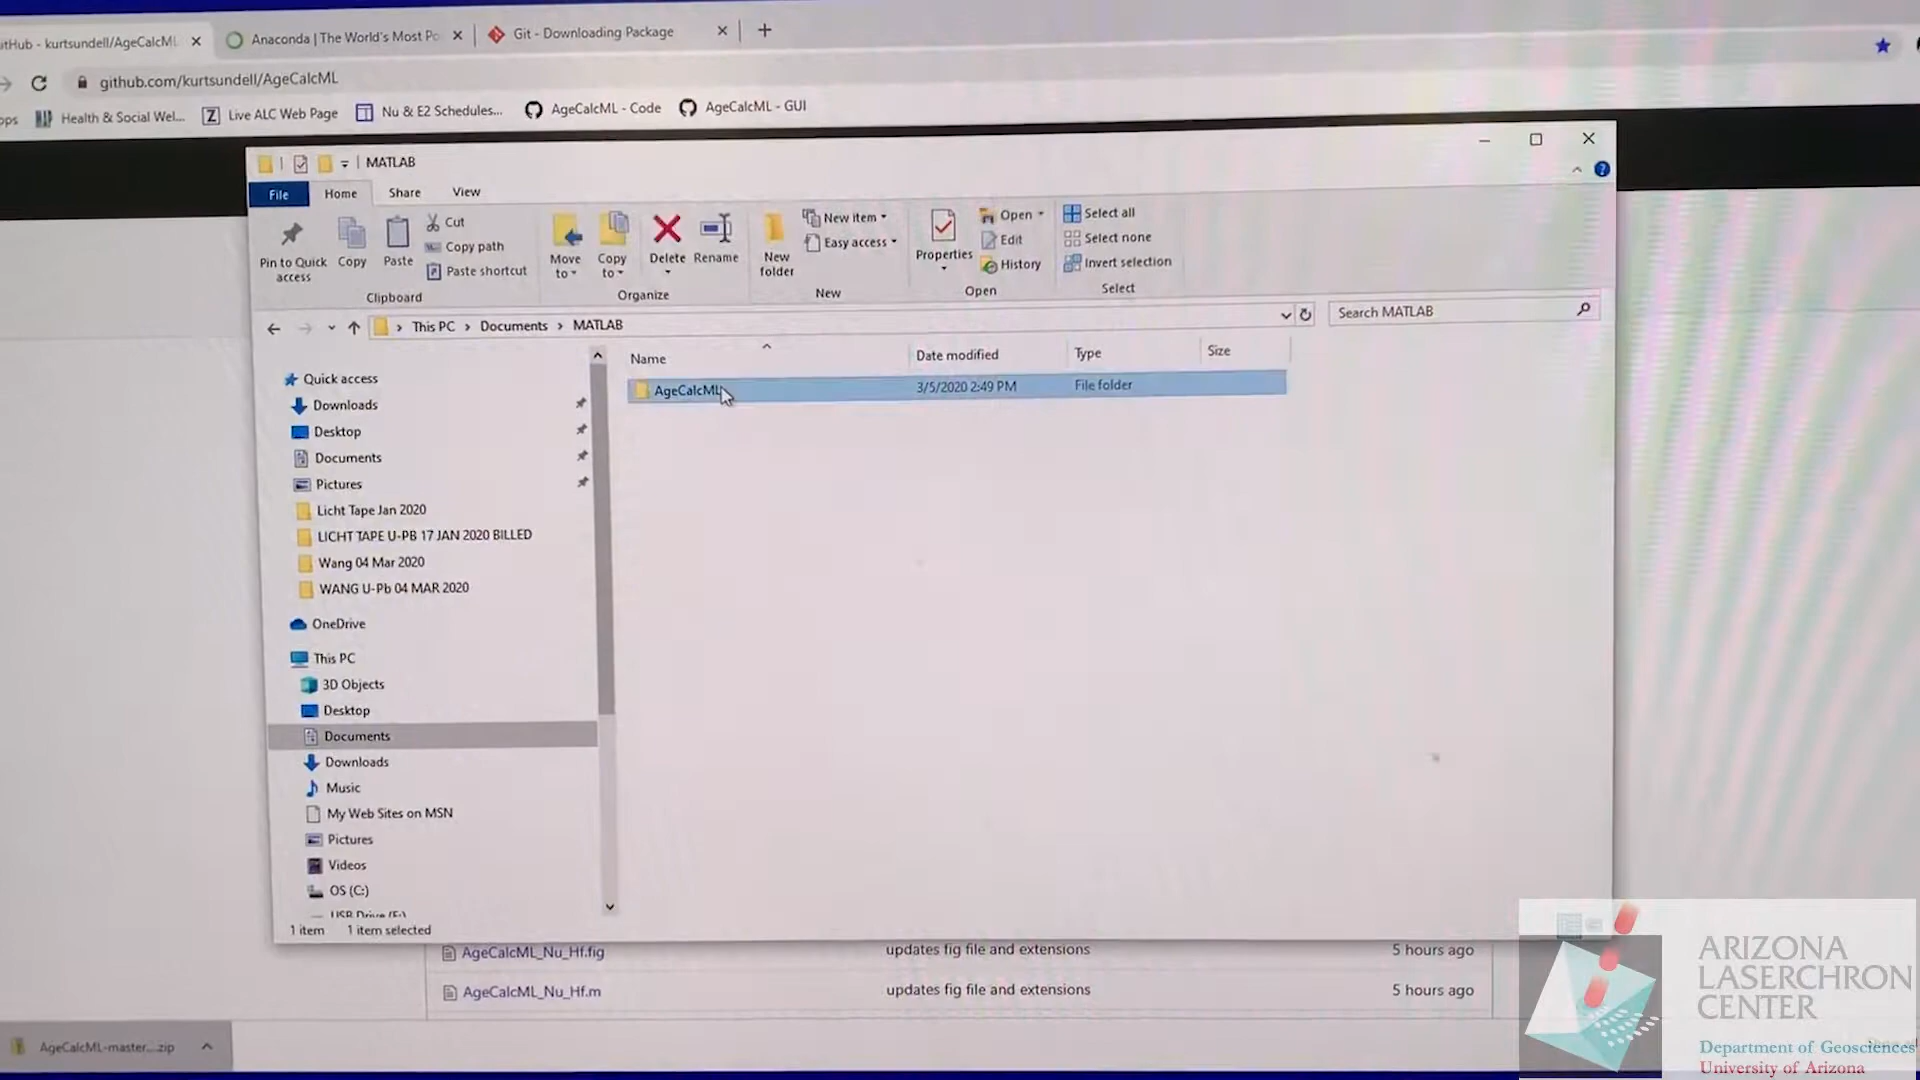 itHub - kurtsundell/AgeCalcML
Anaconda | The World's Most Po
Git - Downloading Package
github.com/kurtsundell/AgeCalcML
Health & Social Wel...
Live ALC Web Page
Nu & E2 Schedules...
AgeCalcML - Code
AgeCalcML - GUI
MATLAB
File
Home
Share
View
Pin to Quick access
Copy
Paste
Cut
Copy path
Paste shortcut
Clipboard
Move to
Copy to
Delete
Rename
Organize
New folder
New item
Easy access
New
Properties
Open
Edit
History
Open
Select all
Select none
Invert selection
Select
This PC > Documents > MATLAB
Search MATLAB
Name
Date modified
Type
Size
AgeCalcML
3/5/2020 2:49 PM
File folder
Quick access
Downloads
Desktop
Documents
Pictures
Licht Tape Jan 2020
LICHT TAPE U-PB 17 JAN 2020 BILLED
Wang 04 Mar 2020
WANG U-Pb 04 MAR 2020
OneDrive
This PC
3D Objects
Desktop
Documents
Downloads
Music
My Web Sites on MSN
Pictures
Videos
OS (C:)
USB Drive (F:)
1 item
1 item selected
AgeCalcML_Nu_Hf.fig
updates fig file and extensions
5 hours ago
AgeCalcML_Nu_Hf.m
updates fig file and extensions
5 hours ago
AgeCalcML-master....zip
ARIZONA
LASERCHRON
CENTER
Department of Geosciences
University of Arizona